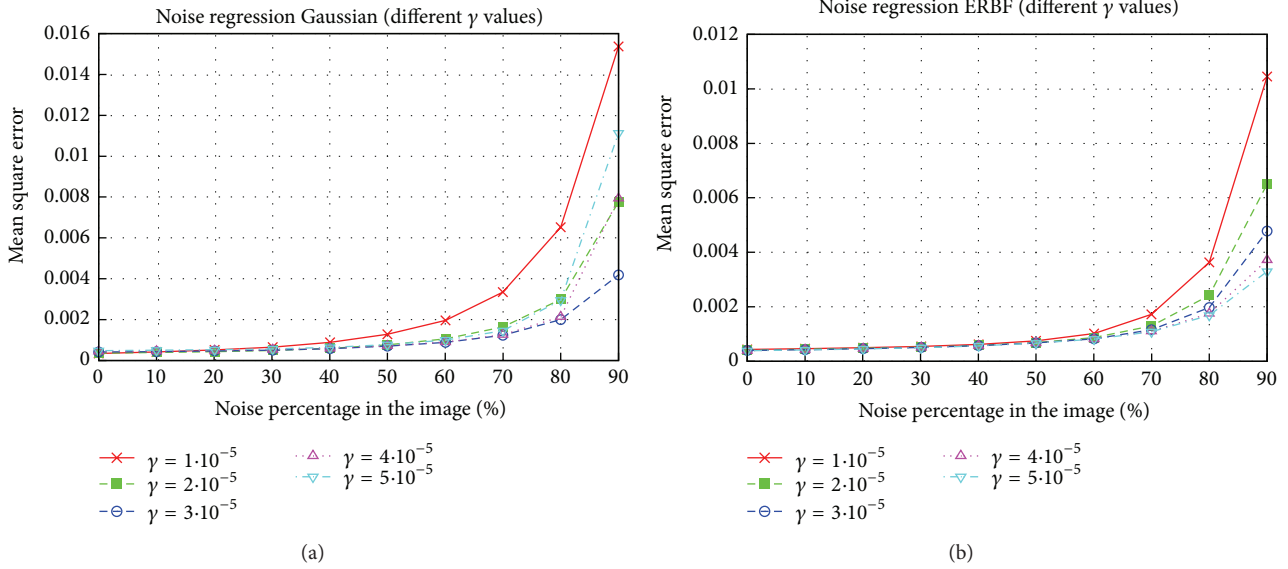 Noise regression Gaussian (different γ values)
0.016
0.014
0.012
0.01
0.008
0.006
0.004
0.002
0
Mean square error
0 10 20 30 40 50 60 70 80 90
Noise percentage in the image (%)
γ = 1·10⁻⁵
γ = 2·10⁻⁵
γ = 3·10⁻⁵
γ = 4·10⁻⁵
γ = 5·10⁻⁵
(a)
Noise regression ERBF (different γ values)
0.012
0.01
0.008
0.006
0.004
0.002
0
Mean square error
0 10 20 30 40 50 60 70 80 90
Noise percentage in the image (%)
γ = 1·10⁻⁵
γ = 2·10⁻⁵
γ = 3·10⁻⁵
γ = 4·10⁻⁵
γ = 5·10⁻⁵
(b)